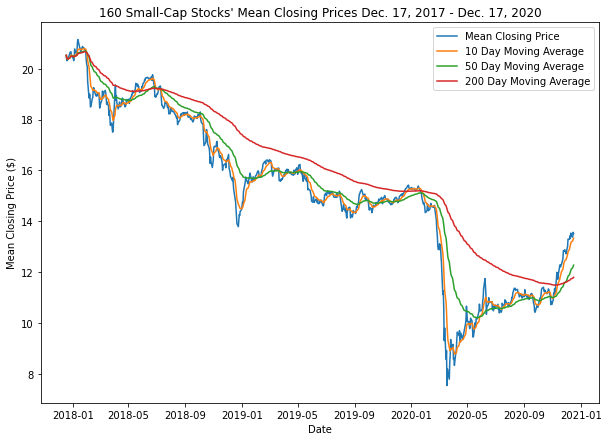 160 Small-Cap Stocks' Mean Closing Prices Dec. 17, 2017 - Dec. 17, 2020
Mean Closing Price
10 Day Moving Average
50 Day Moving Average
200 Day Moving Average
Mean Closing Price ($)
20
18
16
14
12
10
8
2018-01 2018-05 2018-09 2019-01 2019-05 2019-09 2020-01 2020-05 2020-09 2021-01
Date